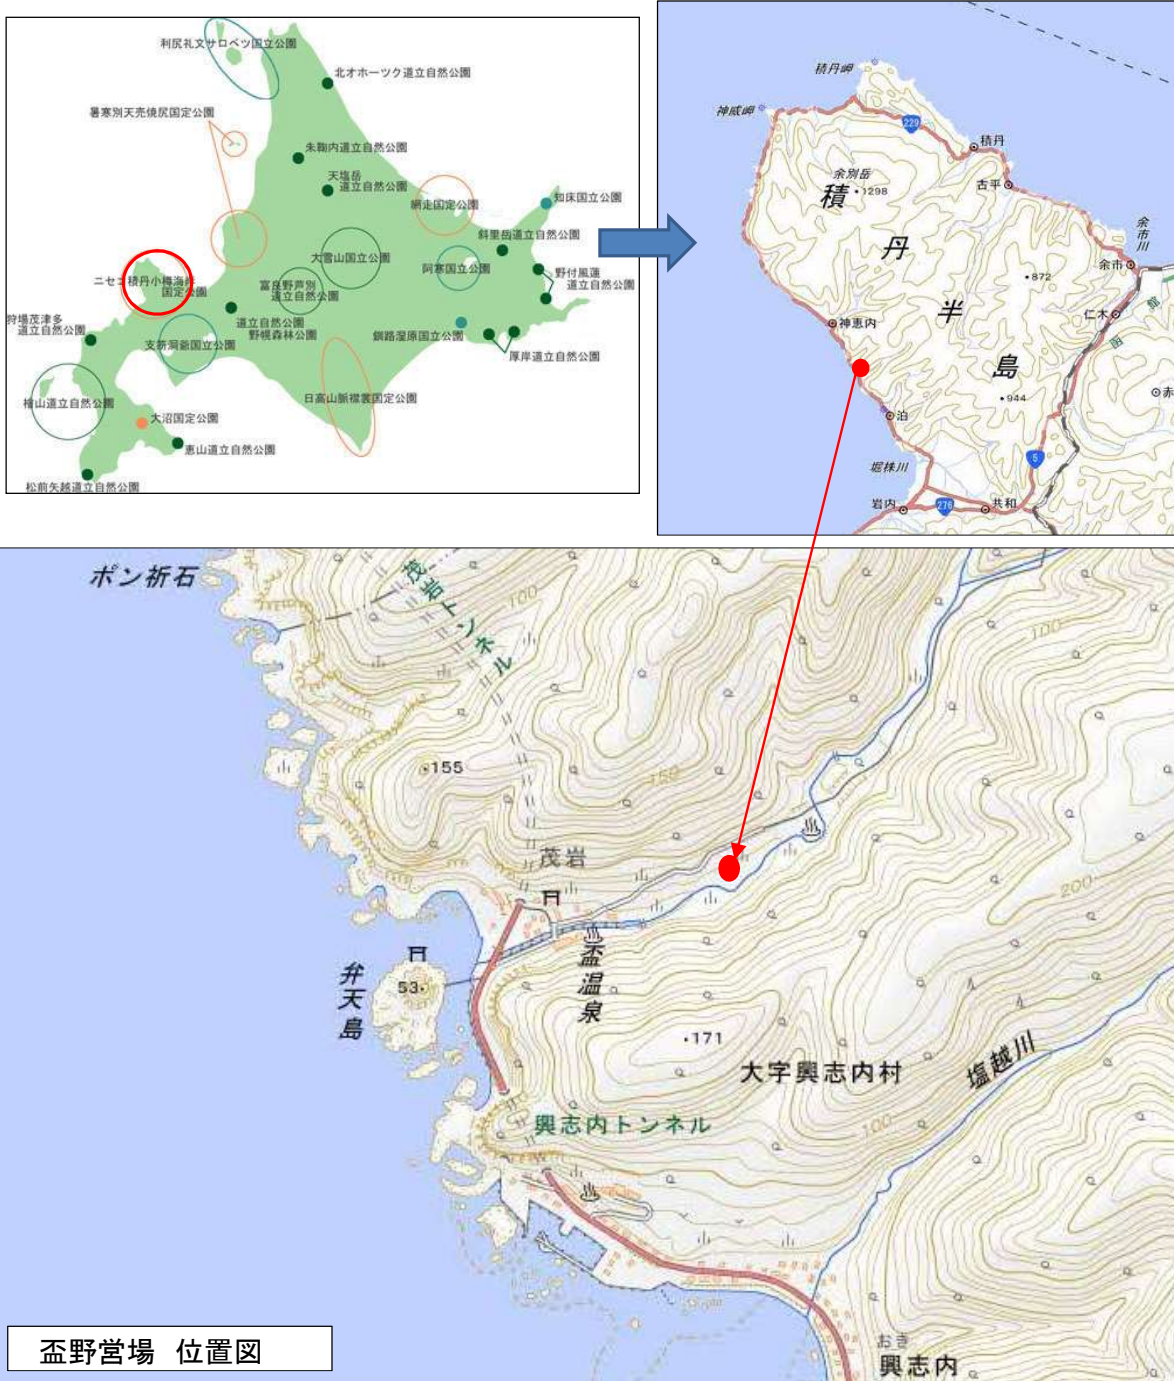 利尻礼文サロベツ国立公園
北オホーツク道立自然公園
暑寒別天売焼尻国定公園
朱鞠内道立自然公園
天塩岳
道立自然公園
網走国定公園
知床国立公園
斜里岳道立自然公園
大雪山国立公園
阿寒国立公園
野付風蓮
道立自然公園
ニセコ積丹小樽海岸
国定公園
富良野芦別
道立自然公園
狩場茂津多
道立自然公園
道立自然公園
野幌森林公園
支笏洞爺国立公園
釧路湿原国立公園
厚岸道立自然公園
檜山道立自然公園
日高山脈襟裳国定公園
大沼国定公園
恵山道立自然公園
松前矢越道立自然公園
積丹岬
神威岬
229
積丹
余別岳
1298
古平
積丹半島
余市川
余市
872
仁木
函館
神恵内
944
赤
泊
堀株川
5
岩内
276
共和
ポン祈石
茂岩トンネル
100
100
155
150
茂岩
200
盃温泉
弁天島
53
171
大字興志内村
塩越川
100
興志内トンネル
おき
興志内
盃野営場 位置図